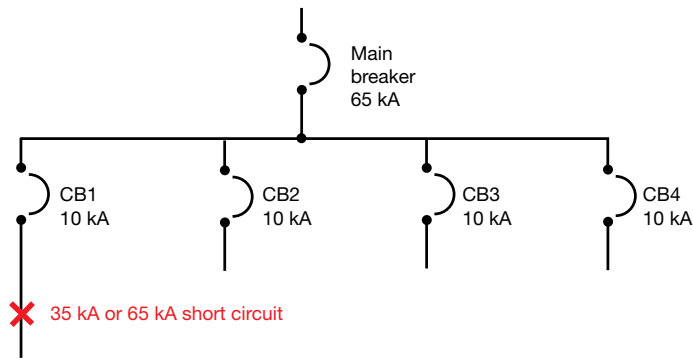 Main
breaker
65 kA
CB1
10 kA
CB2
10 kA
CB3
10 kA
CB4
10 kA
35 kA or 65 kA short circuit